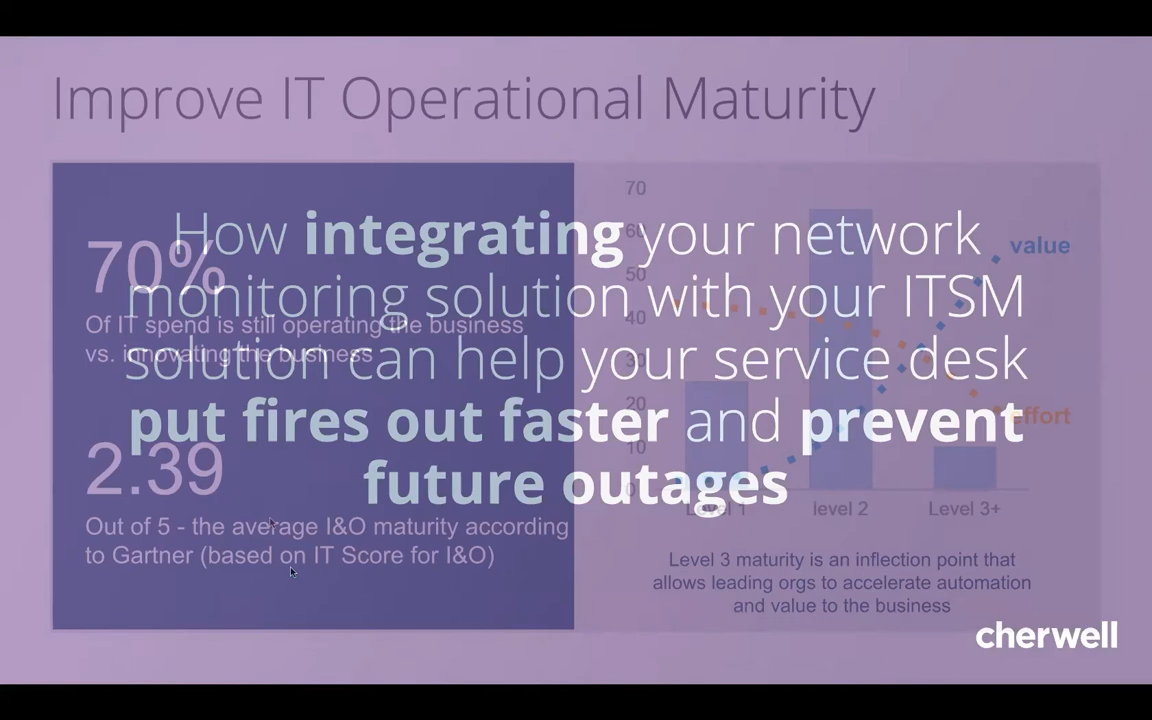 Improve IT Operational Maturity
How integrating your network
monitoring solution with your ITSM
solution can help your service desk
put fires out faster and prevent
future outages
70%
Of IT spend is still operating the business
vs. innovating the business
2.39
Out of 5 - the average I&O maturity according
to Gartner (based on IT Score for I&O)
70
60
50
40
30
20
10
0
value
effort
Level 1
level 2
Level 3+
Level 3 maturity is an inflection point that
allows leading orgs to accelerate automation
and value to the business
cherwell